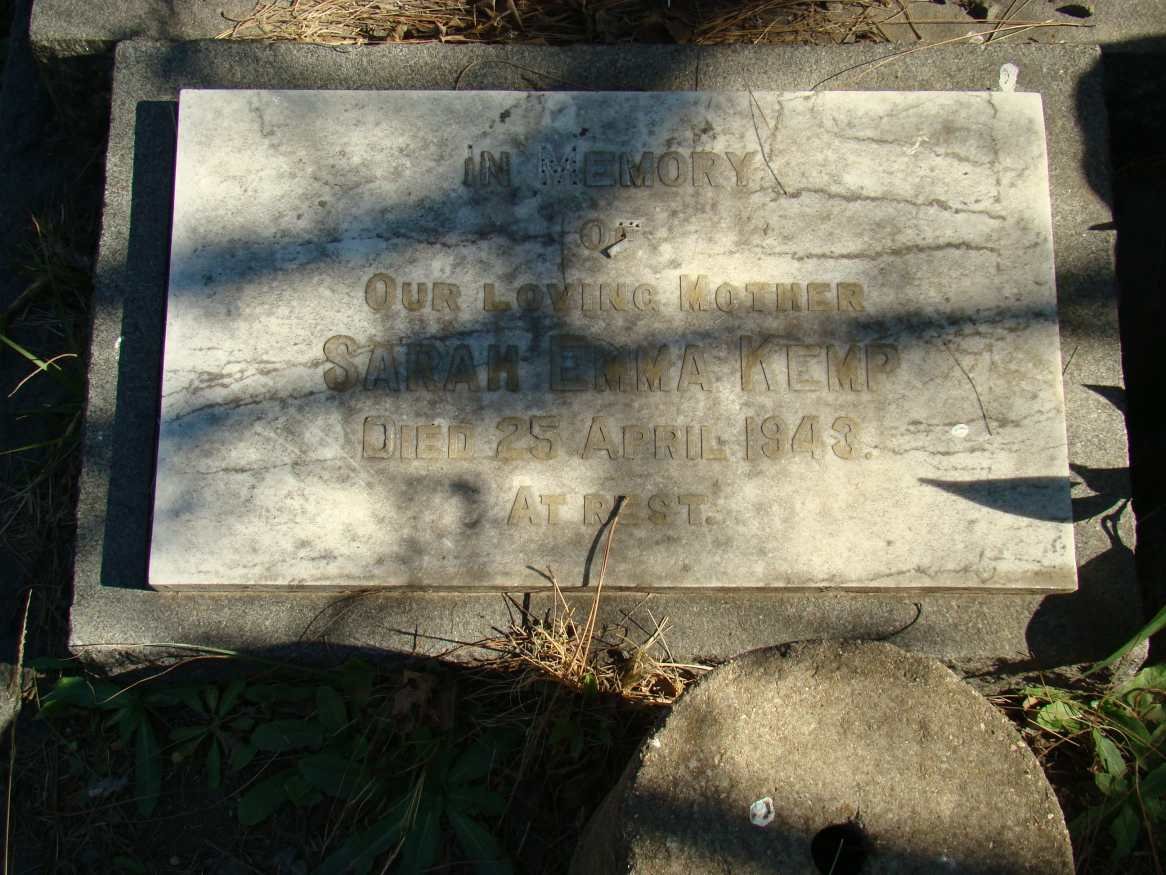 In Memory
of
Our loving Mother
Sarah Emma Kemp
Died 25 April 1943.
At rest.